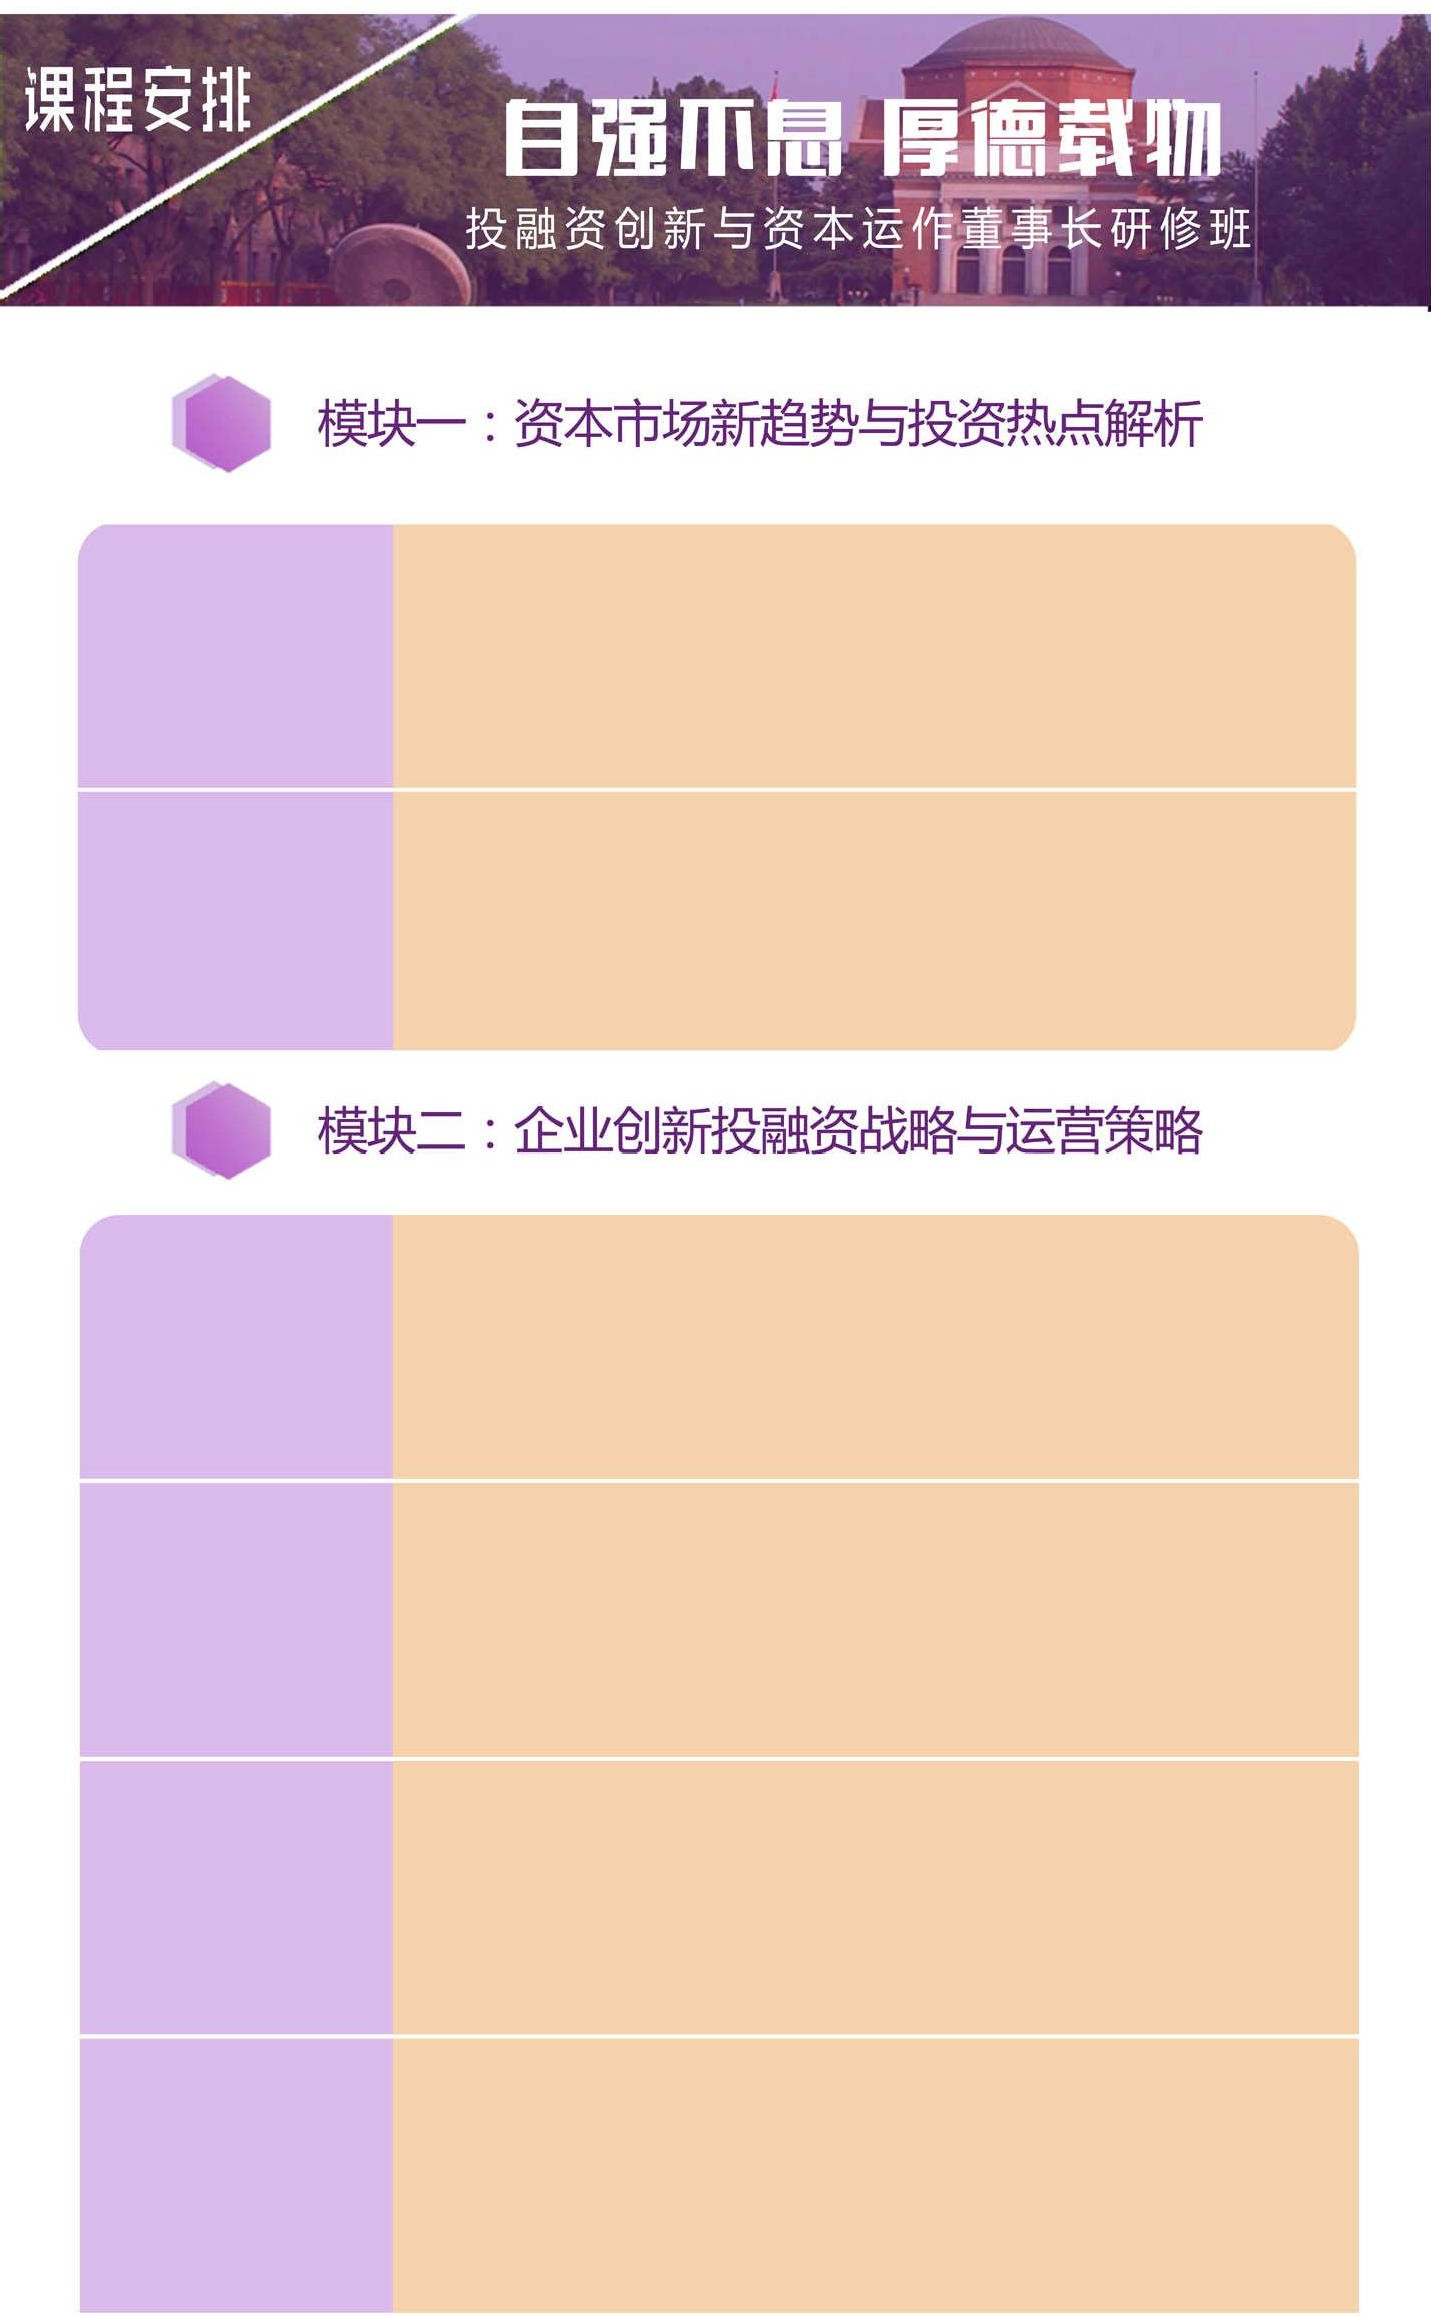 课程安排
自强不息 厚德载物
投融资创新与资本运作董事长研修班
模块一：资本市场新趋势与投资热点解析
模块二：企业创新投融资战略与运营策略